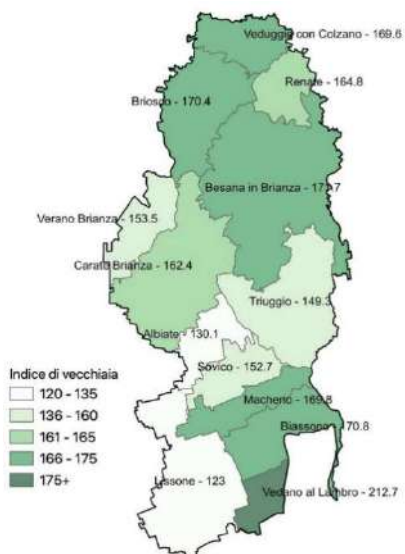 Veduggio con Colzano - 169.6
Renate - 164.8
Briosco - 170.4
Besana in Brianza -
Verano Brianza - 153.5
Carate Brianza - 162.4
Triuggio - 149.3
Albiate - 130.1
Sovico - 152.7
Macherio - 169.8
Biassono - 170.8
Lissone - 123
Vedano al Lambro - 212.7
Indice di vecchiaia
120 - 135
136 - 160
161 - 165
166 - 175
175+